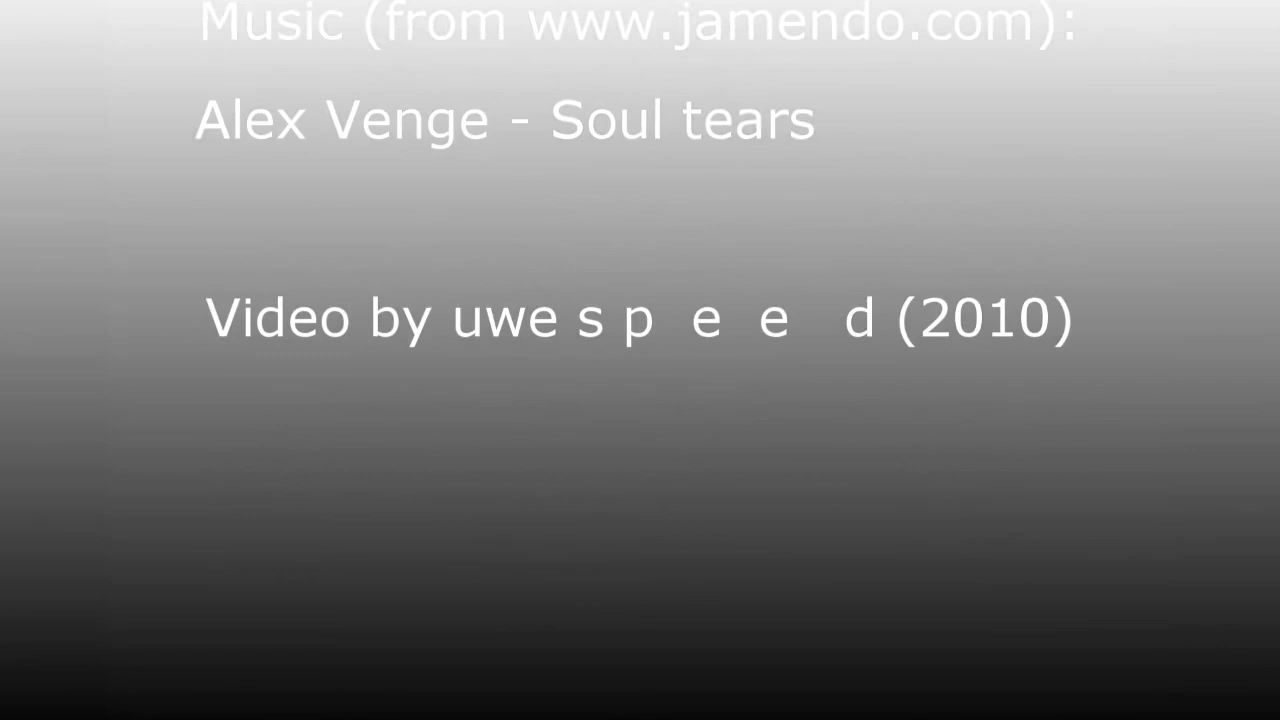 Music (from www.jamendo.com):
Alex Venge - Soul tears
Video by uwe s p  e  e   d (2010)